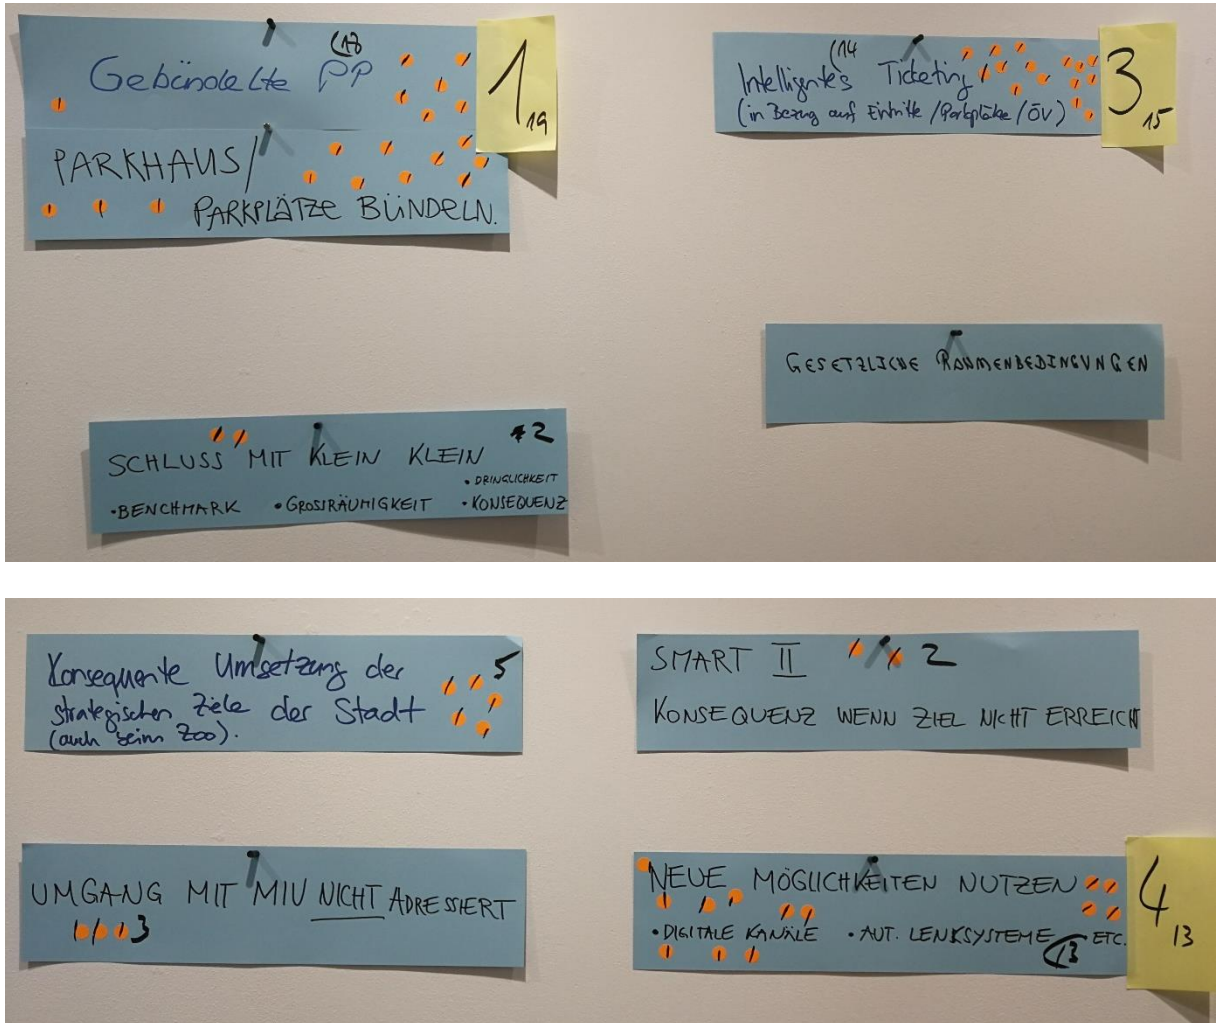 (18
Gebündelte PP
1
19
PARKHAUS/
PARKPLÄTZE BÜNDELN.
(14
Intelligentes Ticketing
(in Bezug auf Eintritte / Parkplätze / ÖV)
3
15
GESETZLICHE RAHMENBEDINGUNGEN
2
SCHLUSS MIT KLEIN KLEIN
• DRINGLICHKEIT
• BENCHMARK • GROSSRÄUMIGKEIT • KONSEQUENZ
Konsequente Umsetzung der
strategischen Ziele der Stadt
(auch beim Zoo).
5
SMART II 2
KONSEQUENZ WENN ZIEL NICHT ERREICHT
UMGANG MIT MIV NICHT ADRESSIERT
3
NEUE MÖGLICHKEITEN NUTZEN
• DIGITALE KANÄLE • AUT. LENKSYSTEME ETC.
(13
4
13